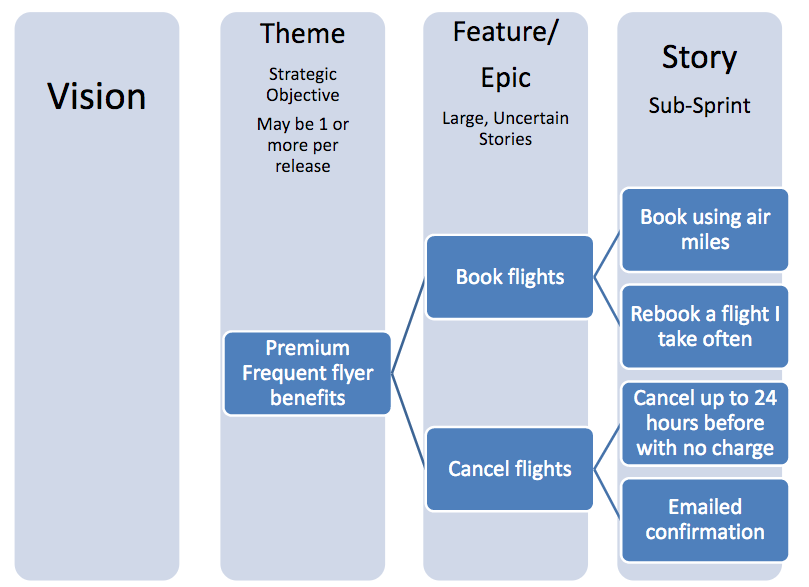 Vision
Theme
Strategic
Objective
May be 1 or
more per
release
Feature/
Epic
Large, Uncertain
Stories
Story
Sub-Sprint
Premium
Frequent flyer
benefits
Book flights
Cancel flights
Book using air
miles
Rebook a flight I
take often
Cancel up to 24
hours before
with no charge
Emailed
confirmation